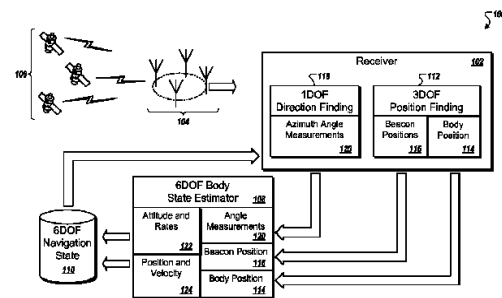 100
Receiver 102
118
112
1DOF
Direction Finding
Azimuth Angle
Measurements
120
3DOF
Position Finding
Beacon
Positions
116
Body
Position
114
106
104
6DOF Body
State Estimator 108
Attitude and
Rates
122
Angle
Measurements
120
Beacon Position
116
Position and
Velocity
124
Body Position
114
6DOF
Navigation
State
110